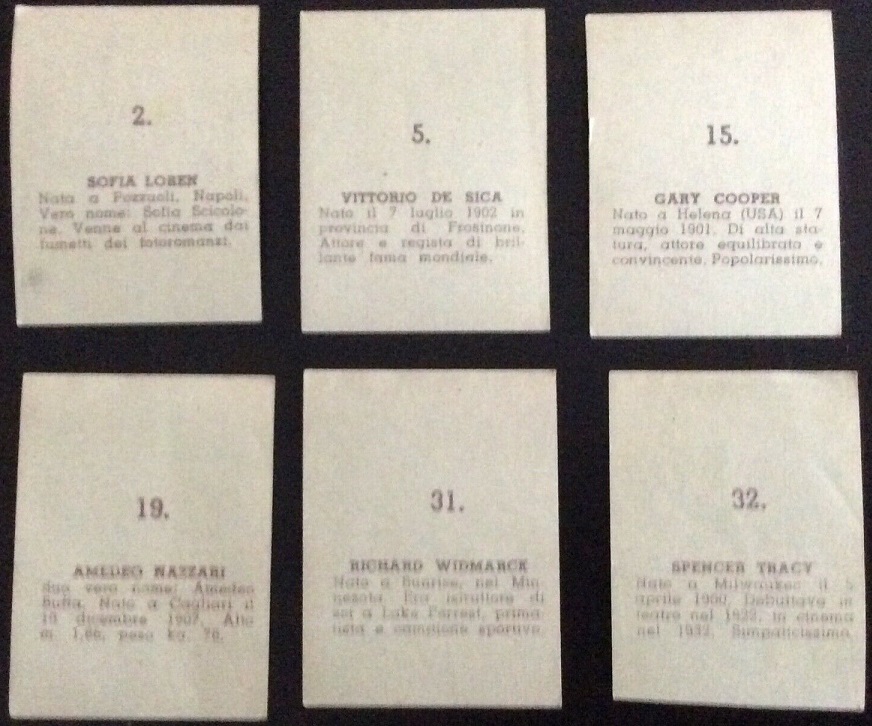 2.
SOFIA LOREN
Nata a Pozzuoli, Napoli.
Vero nome: Sofia Scicolo-
ne. Venne al cinema dai
fumetti dei fotoromanzi.
5.
VITTORIO DE SICA
Nato il 7 luglio 1902 in
provincia di Frosinone.
Attore e regista di bril-
lante fama mondiale.
15.
GARY COOPER
Nato a Helena (USA) il 7
maggio 1901. Di alta sta-
tura, attore equilibrato e
convincente. Popolarissimo.
19.
AMEDEO NAZZARI
Suo vero nome: Amedeo
Buffa. Nato a Cagliari il
10 dicembre 1907. Alto
m. 1,86, peso kg. 78.
31.
RICHARD WIDMARCK
Nato a Sunrise, nel Min-
nesota. Era istruttore di
a Lake Forrest,
e campione sportivo.
32.
SPENCER TRACY
Nato a Milwaukec il 5
aprile 1900. Debuttava in
teatro nel 1922. In cinema
nel 1932. Simpaticissimo.